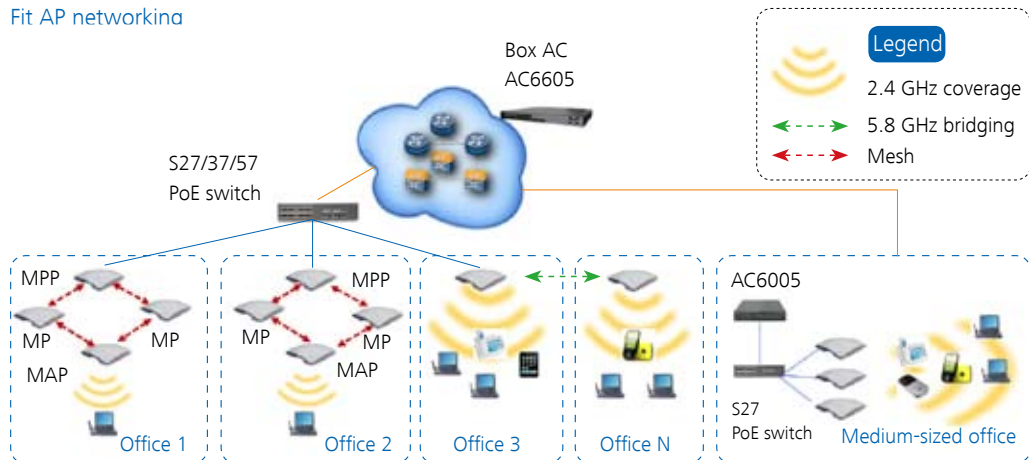 Fit AP networking
Box AC
AC6605
Legend
2.4 GHz coverage
5.8 GHz bridging
Mesh
S27/37/57
PoE switch
MPP
MP
MP
MAP
Office 1
MPP
MP
MP
MAP
Office 2
Office 3
Office N
AC6005
S27
PoE switch
Medium-sized office